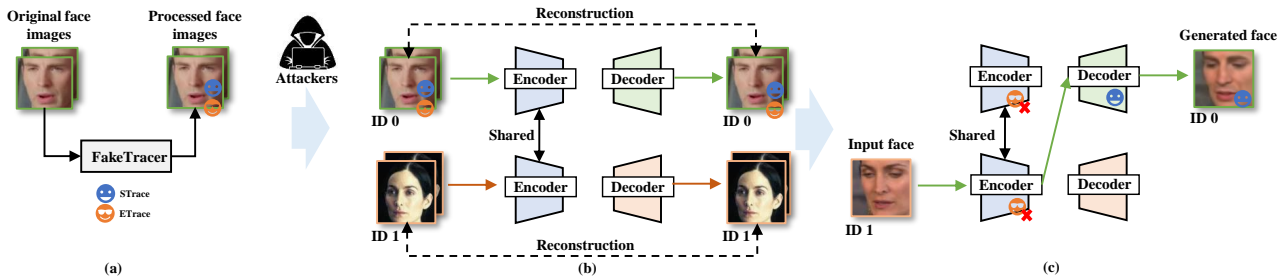 Original face
images
Processed face
images
FakeTracer
STrace
ETrace
(a)
Attackers
Reconstruction
Encoder
Decoder
ID 0
ID 0
Shared
Encoder
Decoder
ID 1
ID 1
Reconstruction
(b)
Input face
ID 1
Encoder
Decoder
Shared
Encoder
Decoder
Generated face
ID 0
(c)